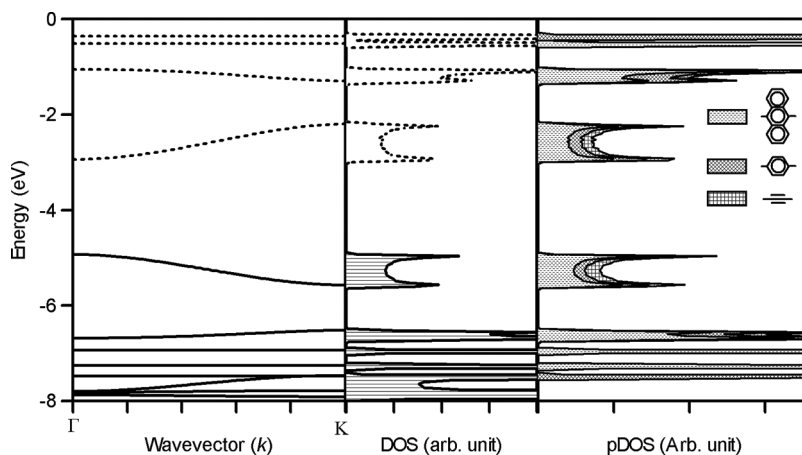 0
-2
-4
-6
-8
Energy (eV)
Γ
K
Wavevector (k)
DOS (arb. unit)
pDOS (Arb. unit)